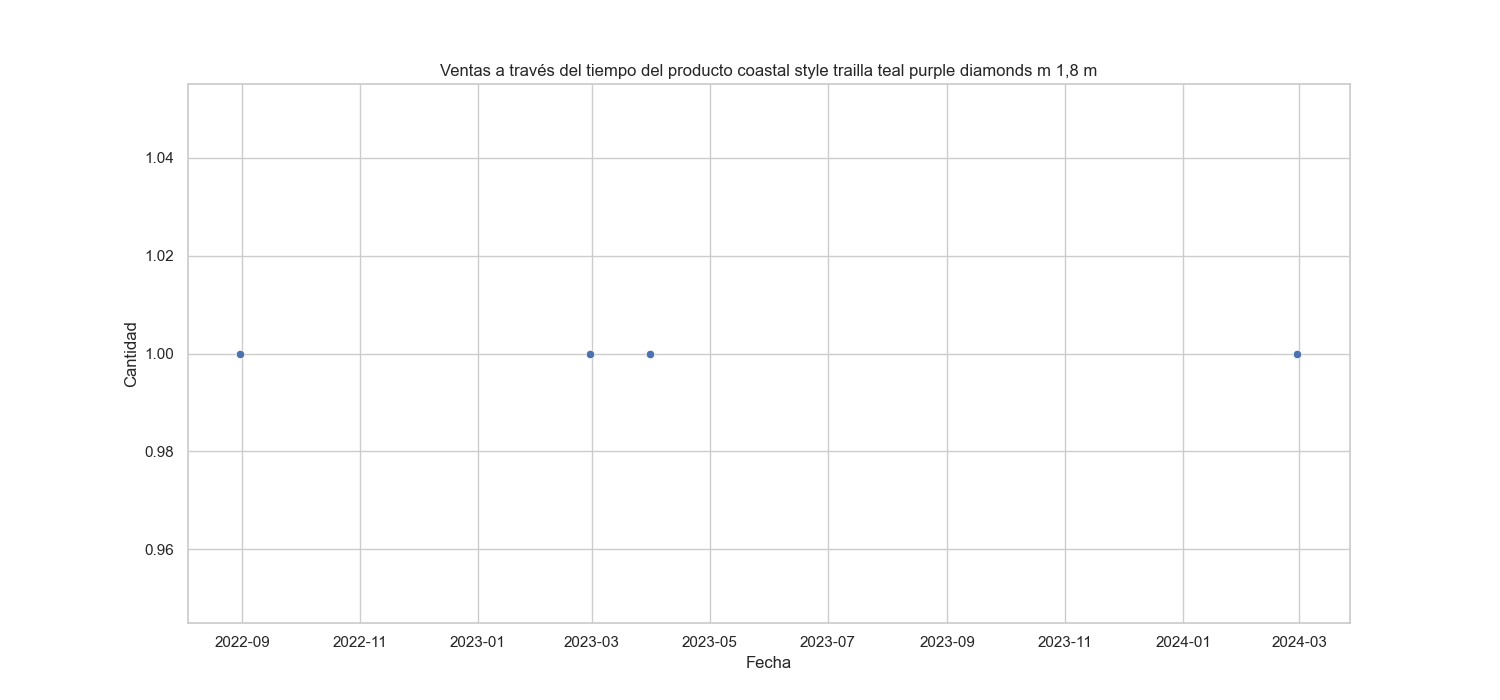 Ventas a través del tiempo del producto coastal style trailla teal purple diamonds m 1,8 m
1.04
1.02
1.00
0.98
0.96
Cantidad
2022-09 2022-11 2023-01 2023-03 2023-05 2023-07 2023-09 2023-11 2024-01 2024-03
Fecha